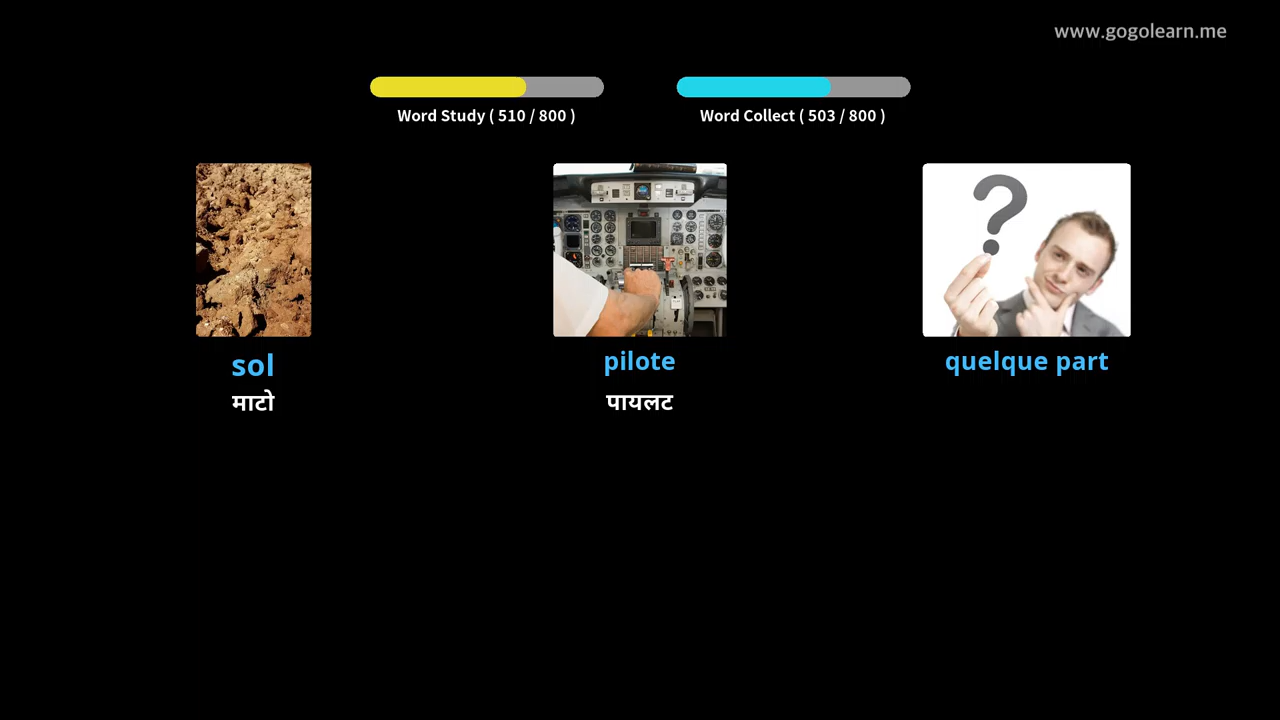 www.gogolearn.me
Word Study ( 510 / 800 )
Word Collect ( 503 / 800 )
sol
माटो
pilote
पायलट
quelque part